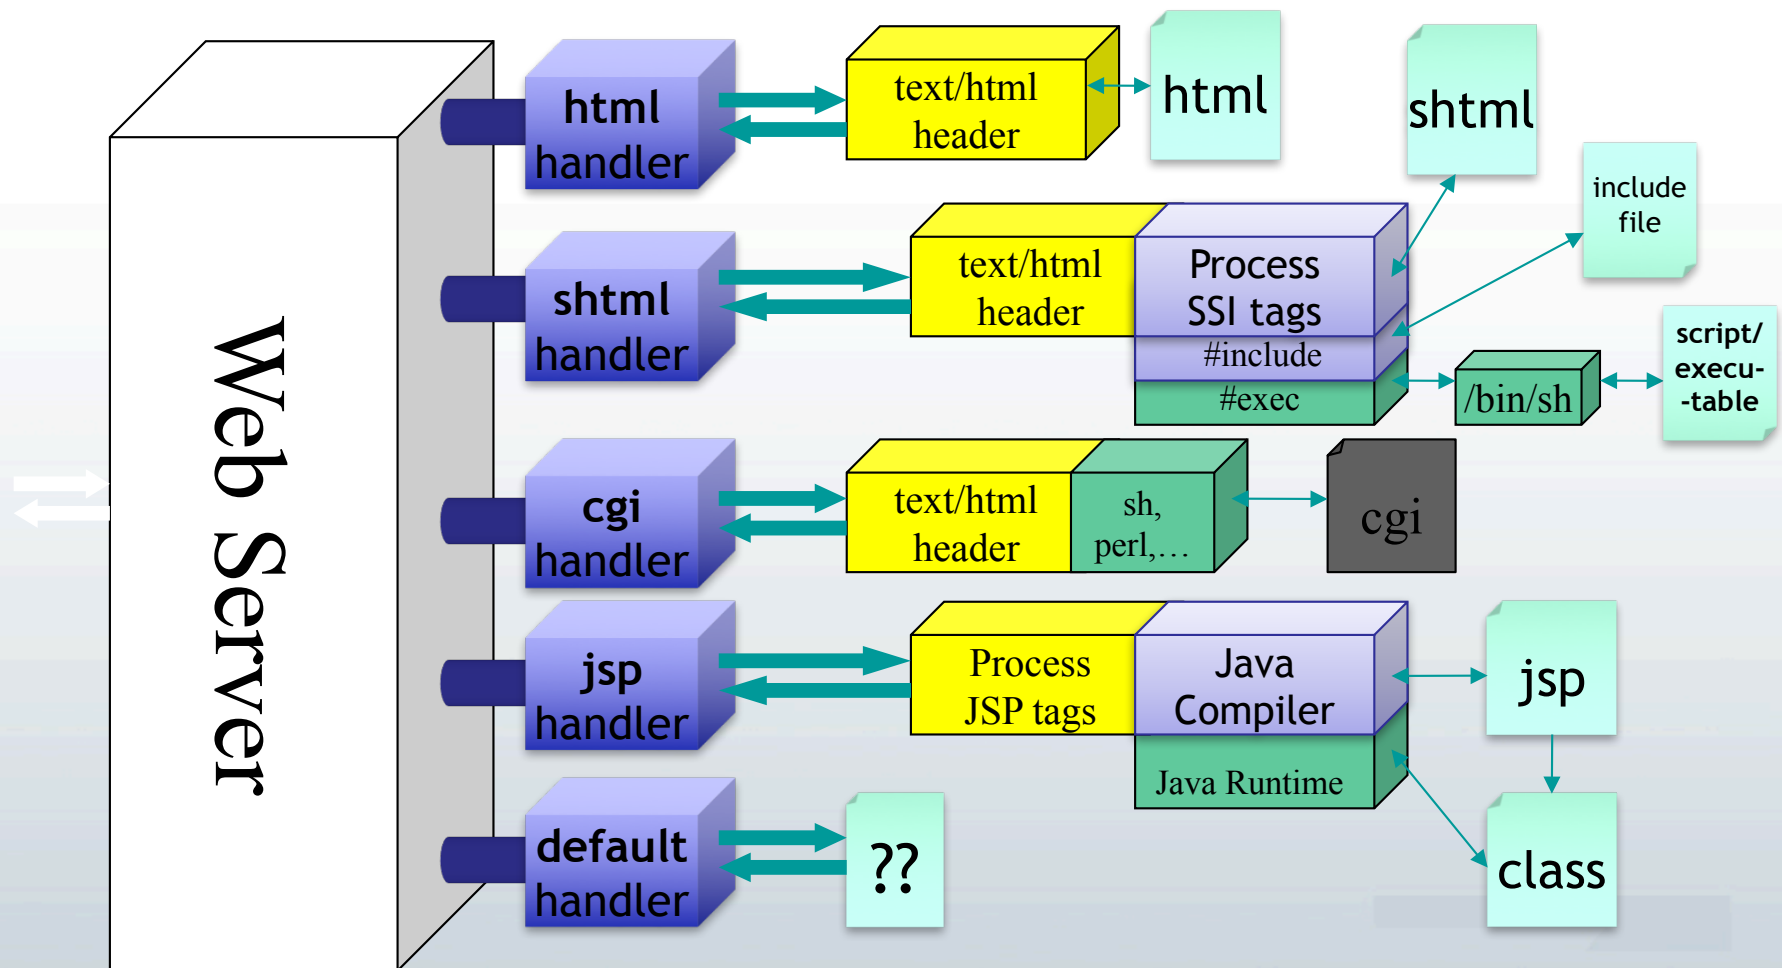 Web Server
html
handler
text/html
header
html
shtml
handler
text/html
header
Process
SSI tags
#include
#exec
shtml
include
file
/bin/sh
script/
execu-
-table
cgi
handler
text/html
header
sh,
perl,...
cgi
jsp
handler
Process
JSP tags
Java
Compiler
Java Runtime
jsp
class
default
handler
??